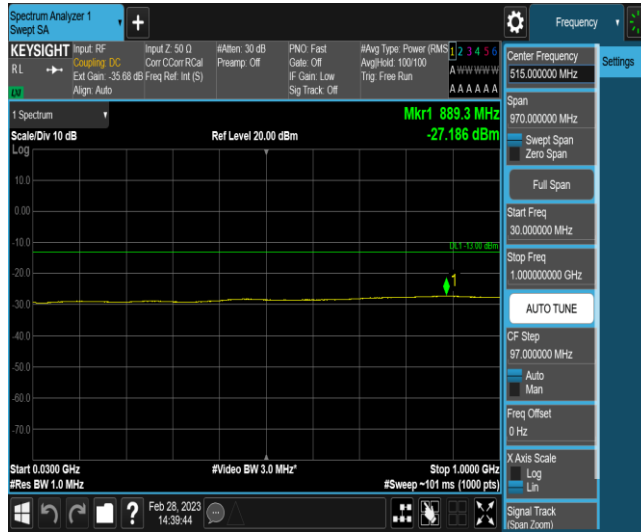 Spectrum Analyzer 1
Swept SA
Frequency
KEYSIGHT
RL
Input: RF
Coupling: DC
Ext Gain: -35.68 dB
Align: Auto
Input Z: 50 Ω
Corr CCorr RCal
Freq Ref: Int (S)
#Atten: 30 dB
Preamp: Off
PNO: Fast
Gate: Off
IF Gain: Low
Sig Track: Off
#Avg Type: Power (RMS
Avg|Hold: 100/100
Trig: Free Run
1 2 3 4 5 6
A W W W W W
A A A A A A
1 Spectrum
Scale/Div 10 dB
Ref Level 20.00 dBm
Mkr1 889.3 MHz
-27.186 dBm
Log
10.0
0.00
-10.0
-20.0
-30.0
-40.0
-50.0
-60.0
-70.0
DL1 -13.00 dBm
1
Start 0.0300 GHz
#Res BW 1.0 MHz
#Video BW 3.0 MHz*
Stop 1.0000 GHz
#Sweep ~101 ms (1000 pts)
Feb 28, 2023
14:39:44
Center Frequency
515.000000 MHz
Span
970.000000 MHz
Swept Span
Zero Span
Full Span
Start Freq
30.000000 MHz
Stop Freq
1.000000000 GHz
AUTO TUNE
CF Step
97.000000 MHz
Auto
Man
Freq Offset
0 Hz
X Axis Scale
Log
Lin
Signal Track
(Span Zoom)
Settings